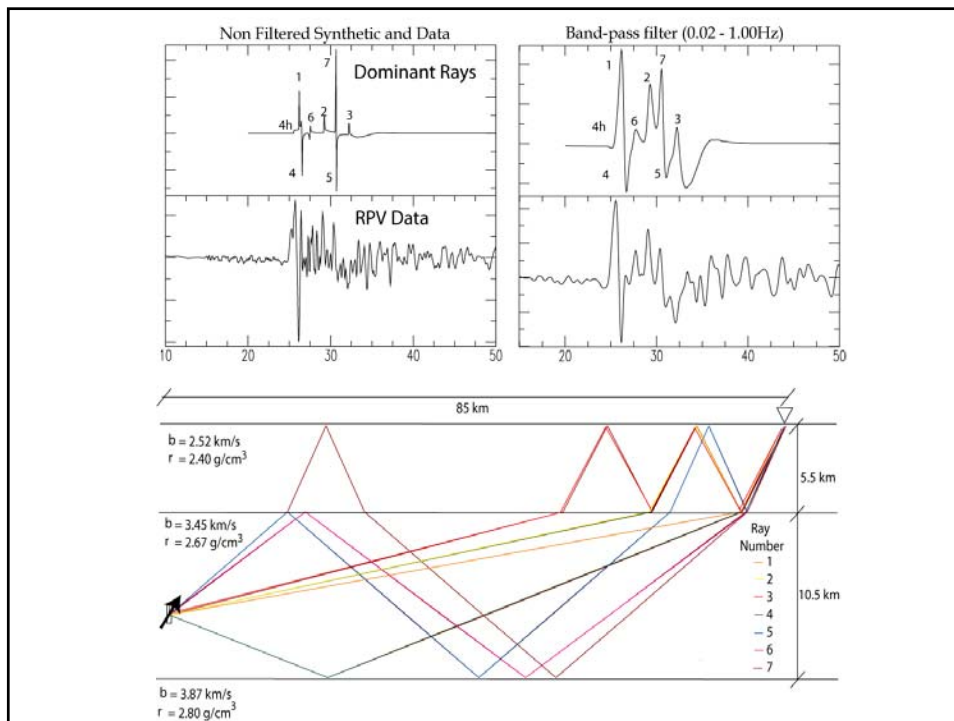 Non Filtered Synthetic and Data
Band-pass filter (0.02 - 1.00Hz)
Dominant Rays
1
7
4h
6
2
3
4
5
1
2
7
4h
6
3
4
5
RPV Data
10
20
30
40
50
20
30
40
50
85 km
b = 2.52 km/s
r = 2.40 g/cm³
5.5 km
b = 3.45 km/s
r = 2.67 g/cm³
Ray
Number
1
2
3
4
5
6
7
10.5 km
b = 3.87 km/s
r = 2.80 g/cm³